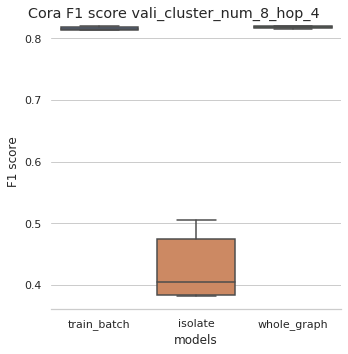 Cora F1 score vali_cluster_num_8_hop_4
0.8
0.7
0.6
0.5
0.4
F1 score
train_batch isolate whole_graph
models